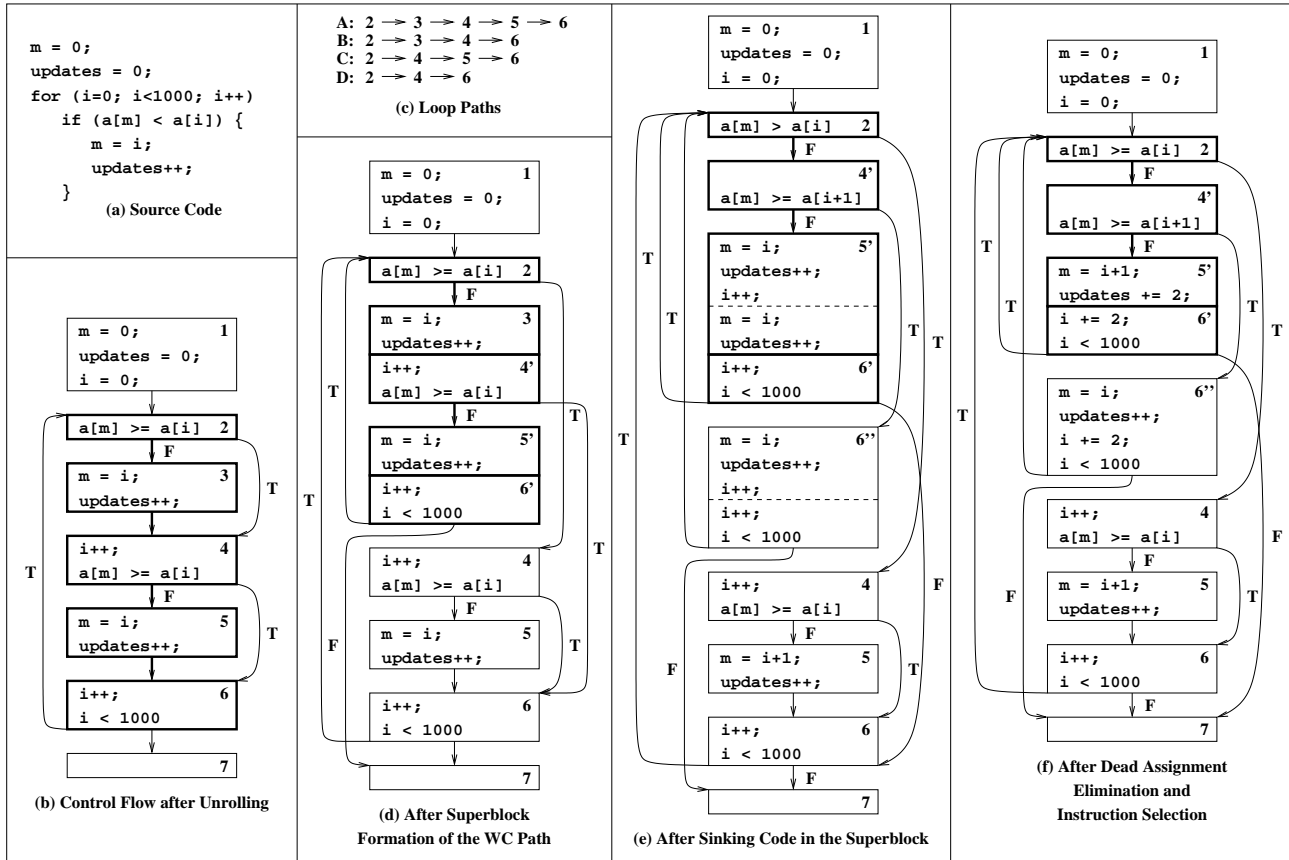 m = 0;
updates = 0;
for (i=0; i<1000; i++)
if (a[m] < a[i]) {
m = i;
updates++;
}
(a) Source Code
m = 0; 1
updates = 0;
i = 0;
a[m] >= a[i] 2
F
m = i; 3
updates++;
T
i++; 4
a[m] >= a[i]
T
F
m = i; 5
updates++;
T
i++; 6
i < 1000
7
(b) Control Flow after Unrolling
A: 2 → 3 → 4 → 5 → 6
B: 2 → 3 → 4 → 6
C: 2 → 4 → 5 → 6
D: 2 → 4 → 6
(c) Loop Paths
m = 0; 1
updates = 0;
i = 0;
a[m] >= a[i] 2
F
m = i; 3
updates++;
i++; 4'
a[m] >= a[i]
T
F
T
m = i; 5'
updates++;
i++; 6'
i < 1000
T
T
i++; 4
a[m] >= a[i]
F
m = i; 5
updates++;
F
T
i++; 6
i < 1000
7
(d) After Superblock
Formation of the WC Path
m = 0; 1
updates = 0;
i = 0;
a[m] > a[i] 2
F
4'
a[m] >= a[i+1]
F
m = i; 5'
updates++;
i++;
m = i;
updates++;
T
T
T
T
i++; 6'
i < 1000
m = i; 6''
updates++;
i++;
i++;
i < 1000
T
i++; 4
a[m] >= a[i]
F
F
m = i+1; 5
updates++;
F
T
i++; 6
i < 1000
F
7
(e) After Sinking Code in the Superblock
m = 0; 1
updates = 0;
i = 0;
a[m] >= a[i] 2
F
4'
a[m] >= a[i+1]
F
m = i+1; 5'
updates += 2;
T
T
i += 2; 6'
i < 1000
T
T
m = i; 6''
updates++;
i += 2;
i < 1000
T
i++; 4
a[m] >= a[i]
F
F
m = i+1; 5
updates++;
F
T
i++; 6
i < 1000
F
7
(f) After Dead Assignment
Elimination and
Instruction Selection